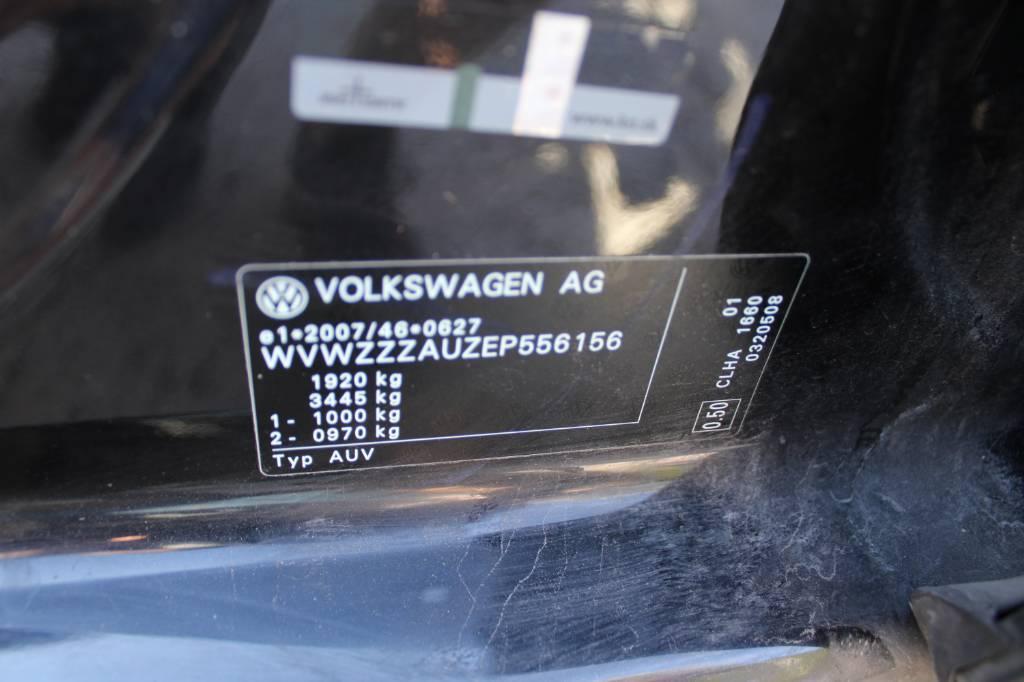 VOLKSWAGEN AG
e1*2007/46*0627
WVWZZZAUZEP556156
1920 kg
3445 kg
1- 1000 kg
2- 0970 kg
Typ AUV
0.50
CLHA 1660
01
0320508